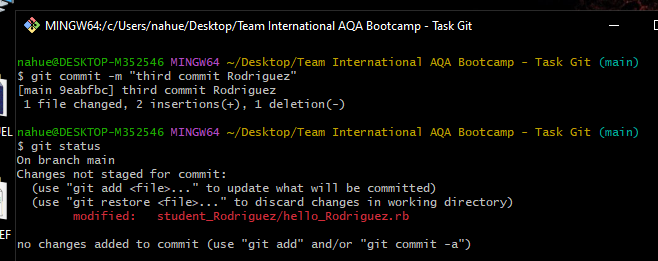 MINGW64:/c/Users/nahue/Desktop/Team International AQA Bootcamp - Task Git
nahue@DESKTOP-M352546 MINGW64 ~/Desktop/Team International AQA Bootcamp - Task Git (main)
$ git commit -m "third commit Rodriguez"
[main 9eabfbc] third commit Rodriguez
1 file changed, 2 insertions(+), 1 deletion(-)
nahue@DESKTOP-M352546 MINGW64 ~/Desktop/Team International AQA Bootcamp - Task Git (main)
$ git status
On branch main
Changes not staged for commit:
(use "git add <file>..." to update what will be committed)
(use "git restore <file>..." to discard changes in working directory)
modified:   student_Rodriguez/hello_Rodriguez.rb
no changes added to commit (use "git add" and/or "git commit -a")
EL
EF